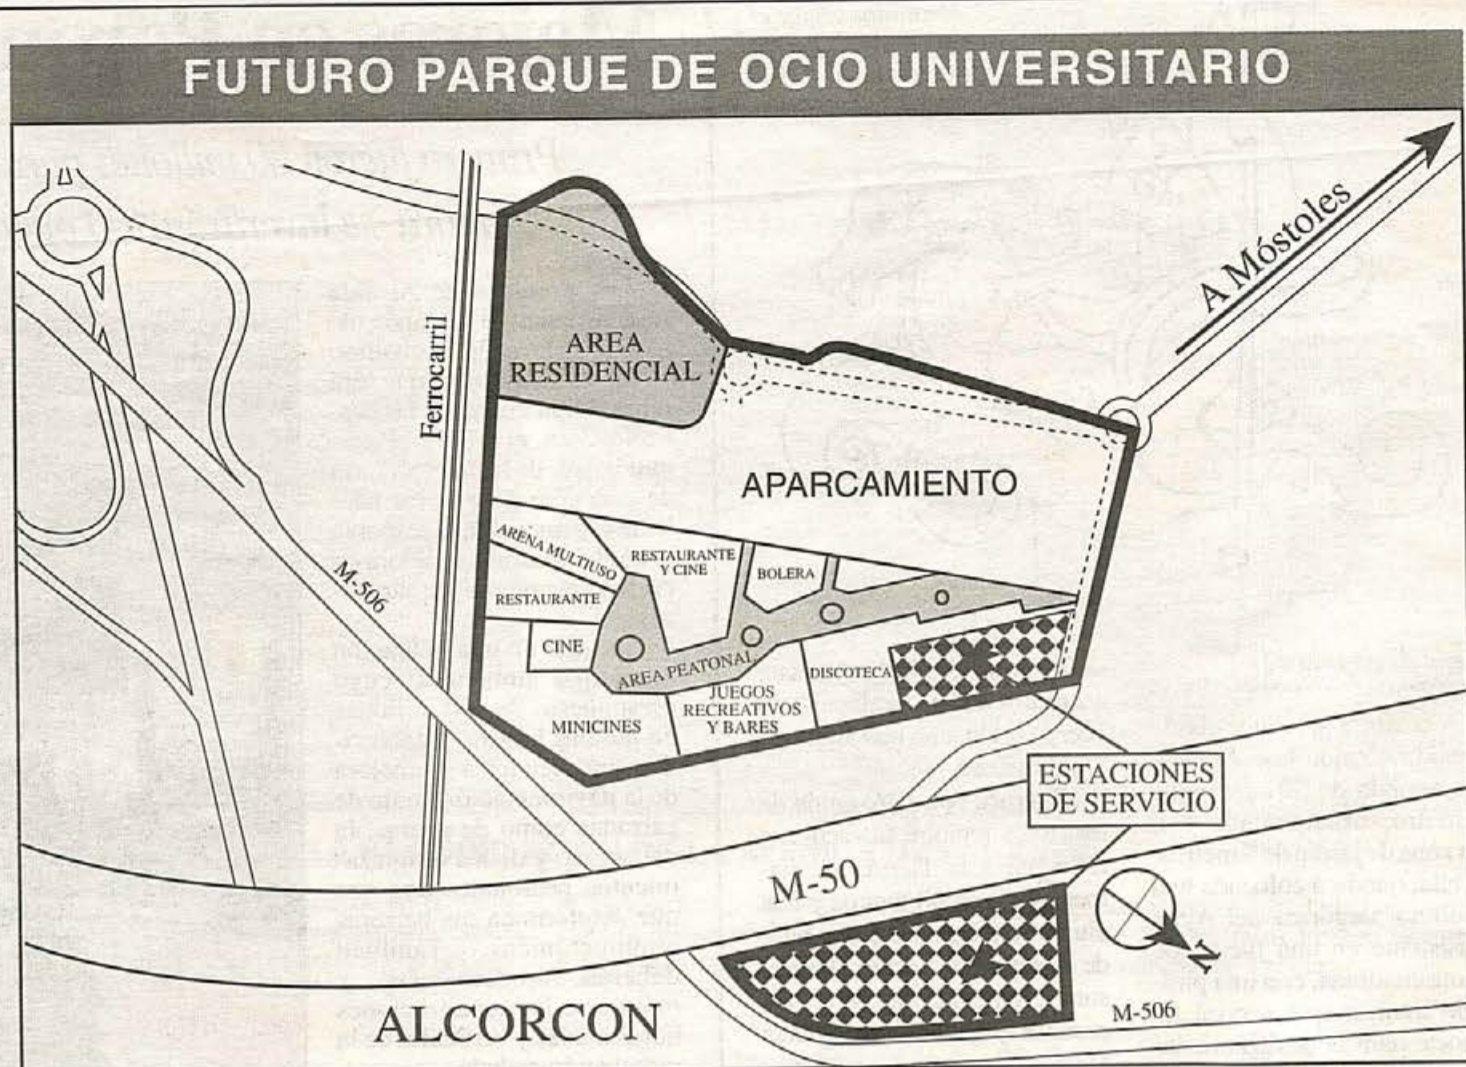 FUTURO PARQUE DE OCIO UNIVERSITARIO
A Móstoles
Ferrocarril
AREA
RESIDENCIAL
APARCAMIENTO
ARENA MULTIUSO
RESTAURANTE
Y CINE
BOLERA
RESTAURANTE
M-506
CINE
AREA PEATONAL
DISCOTECA
JUEGOS
RECREATIVOS
Y BARES
MINICINES
ESTACIONES
DE SERVICIO
M-50
N
M-506
ALCORCON